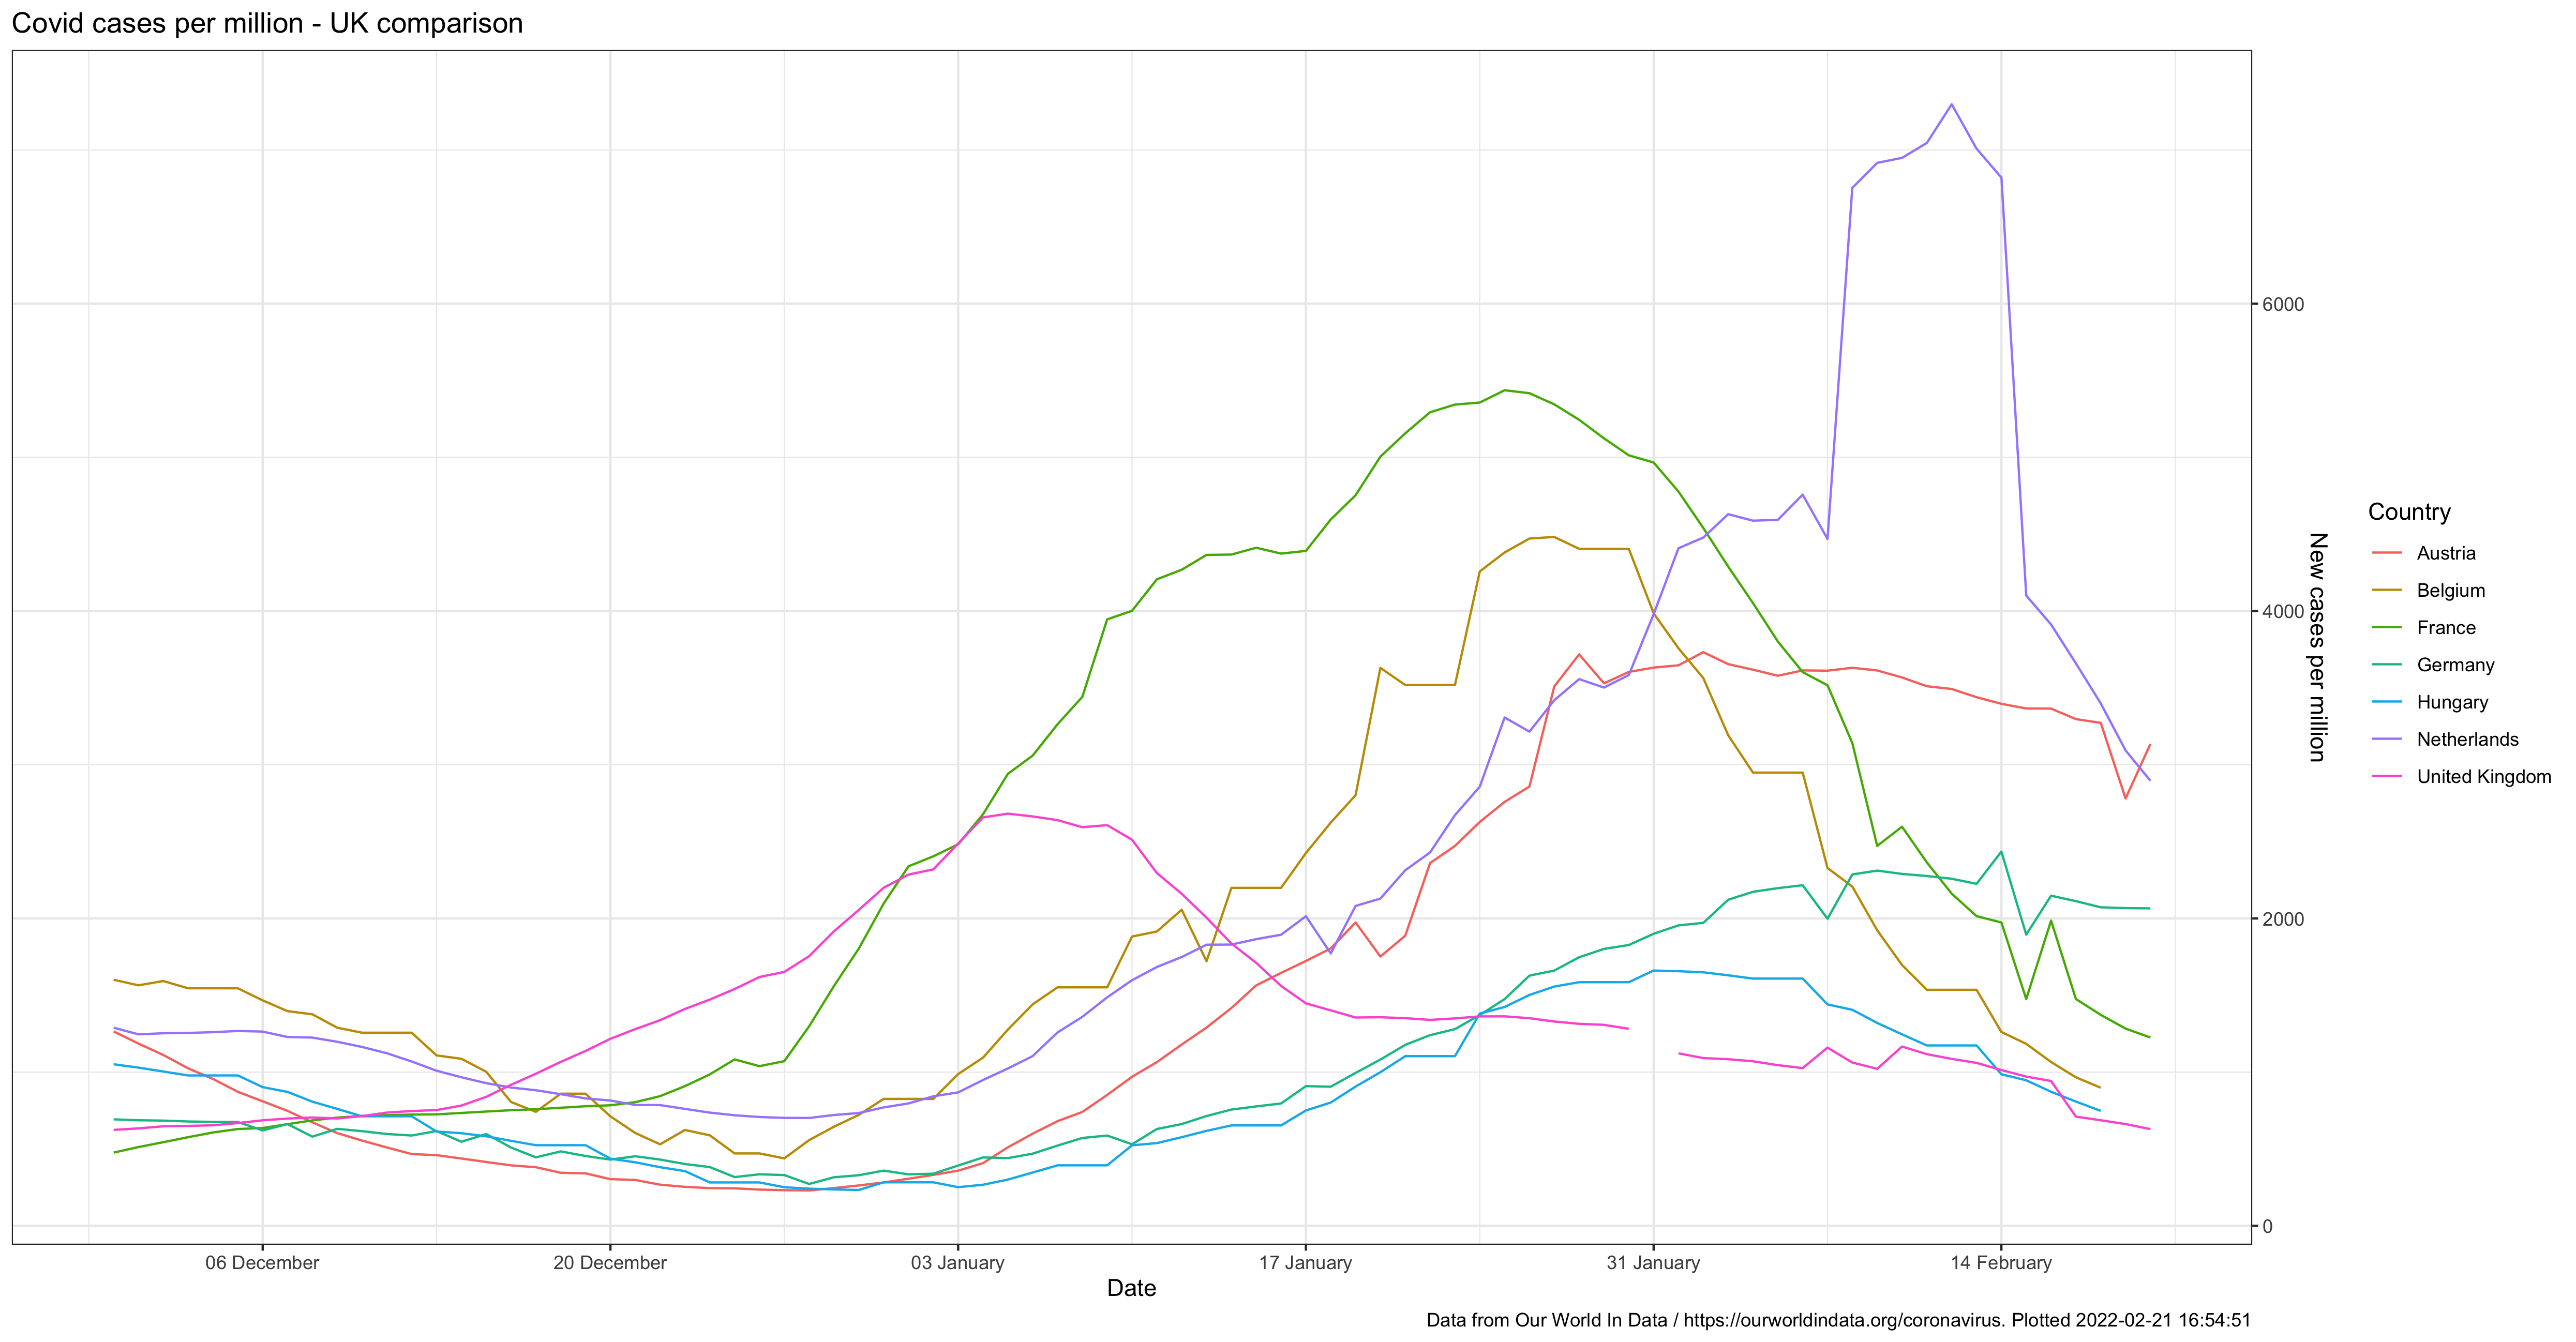 Covid cases per million - UK comparison
6000
4000
2000
0
New cases per million
06 December
20 December
03 January
17 January
31 January
14 February
Date
Country
Austria
Belgium
France
Germany
Hungary
Netherlands
United Kingdom
Data from Our World In Data / https://ourworldindata.org/coronavirus. Plotted 2022-02-21 16:54:51